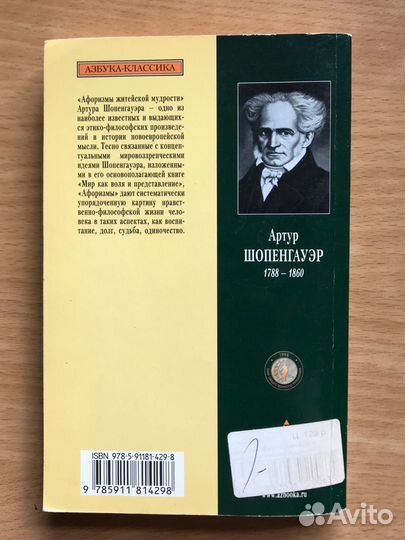 АЗБУКА-КЛАССИКА
«Афоризмы житейской мудрости»
Артура Шопенгауэра – одно из
наиболее известных и выдающих-
ся этико-философских произведе-
ний в истории новоевропейской
мысли. Тесно связанные с концеп-
туальными мировоззренческими
идеями Шопенгауэра, изложенны-
ми в его основополагающей книге
«Мир как воля и представление»,
«Афоризмы» дают систематически
упорядоченную картину нравст-
венно-философской жизни чело-
века в таких аспектах, как воспи-
тание, долг, судьба, одиночество.
Артур
ШОПЕНГАУЭР
1788 – 1860
ISBN 978-5-91181-429-8
9 785911 814298
www.azbooka.ru
Avito